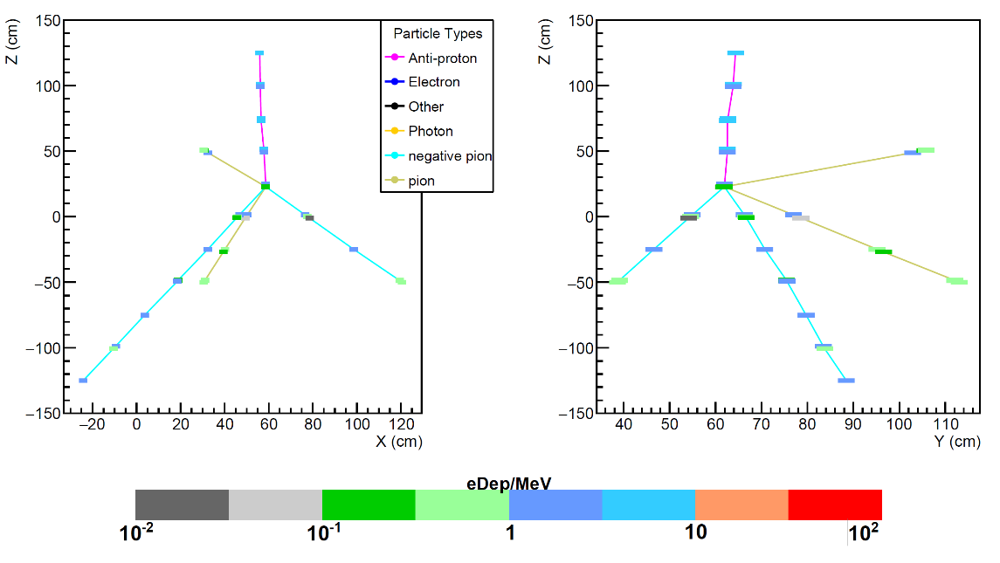 Z (cm)
150
100
50
0
−50
−100
−150
−20 0 20 40 60 80 100 120
X (cm)
Particle Types
Anti-proton
Electron
Other
Photon
negative pion
pion
Z (cm)
150
100
50
0
−50
−100
−150
40 50 60 70 80 90 100 110
Y (cm)
eDep/MeV
10-2 10-1 1 10 102